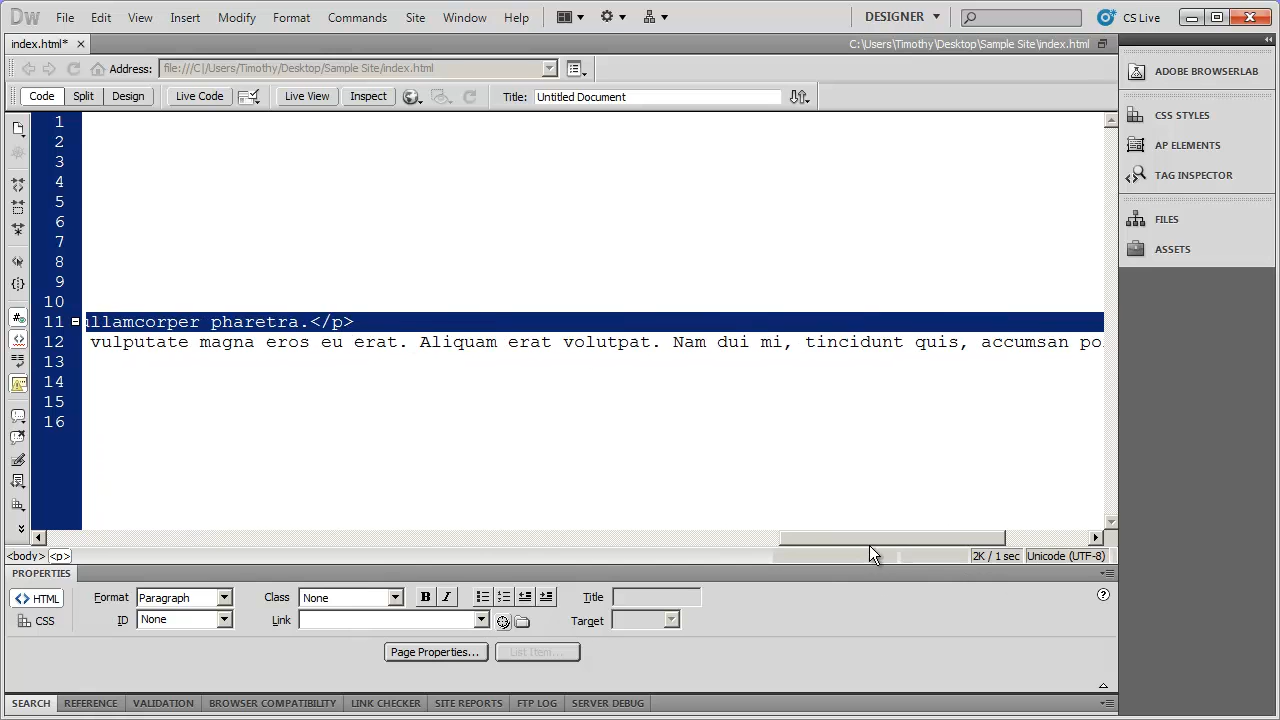 Dw File Edit View Insert Modify Format Commands Site Window Help DESIGNER CS Live
index.html* C:\Users\Timothy\Desktop\Sample Site\index.html
Address: file:///C|/Users/Timothy/Desktop/Sample Site/index.html
Code Split Design Live Code Live View Inspect Title: Untitled Document
ADOBE BROWSERLAB
CSS STYLES
AP ELEMENTS
TAG INSPECTOR
FILES
ASSETS
1
2
3
4
5
6
7
8
9
10
11 ullamcorper pharetra.</p>
12 vulputate magna eros eu erat. Aliquam erat volutpat. Nam dui mi, tincidunt quis, accumsan po
13
14
15
16
<body> <p> 2K / 1 sec Unicode (UTF-8)
PROPERTIES
<> HTML Format Paragraph Class None B I Title
CSS ID None Link Target
Page Properties... List Item...
SEARCH REFERENCE VALIDATION BROWSER COMPATIBILITY LINK CHECKER SITE REPORTS FTP LOG SERVER DEBUG